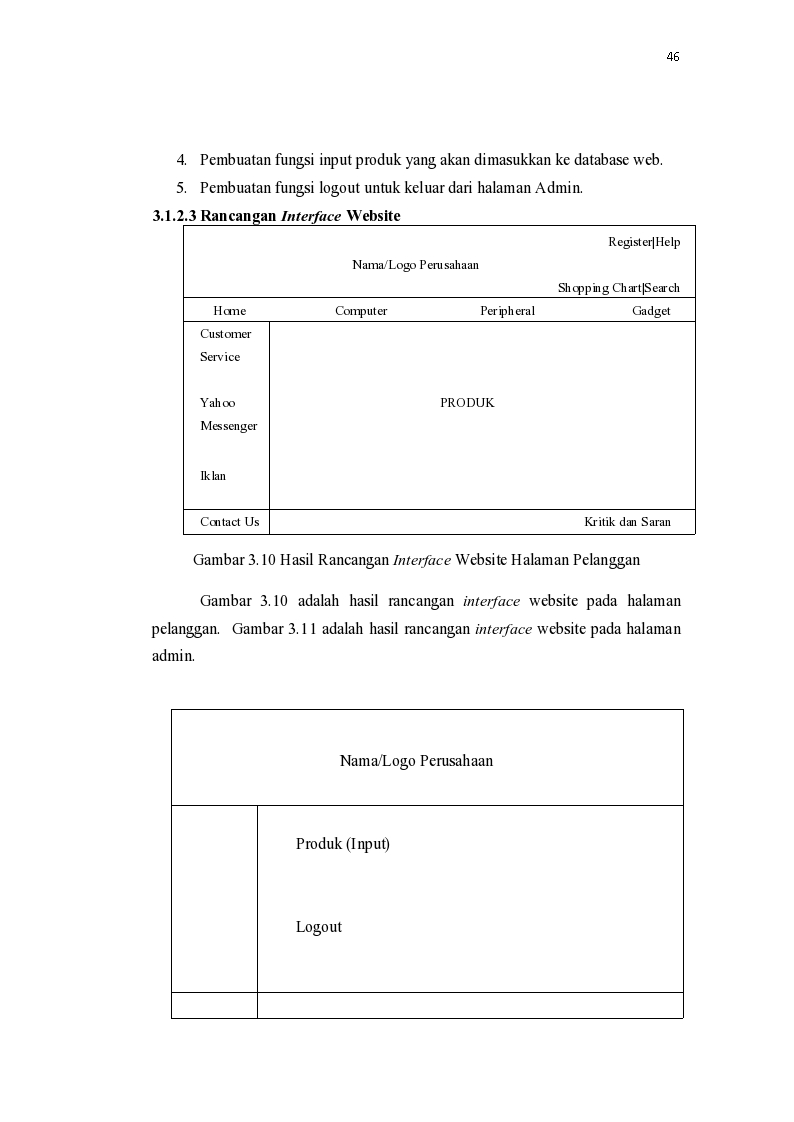 46
4. Pembuatan fungsi input produk yang akan dimasukkan ke database web.
5. Pembuatan fungsi logout untuk keluar dari halaman Admin.
3.1.2.3 Rancangan Interface Website
Register|Help
Nama/Logo Perusahaan
Shopping Chart|Search
Home Computer Peripheral Gadget
Customer
Service
Yahoo PRODUK
Messenger
Iklan
Contact Us Kritik dan Saran
Gambar 3.10 Hasil Rancangan Interface Website Halaman Pelanggan
Gambar 3.10 adalah hasil rancangan interface website pada halaman
pelanggan. Gambar 3.11 adalah hasil rancangan interface website pada halaman
admin.
Nama/Logo Perusahaan
Produk (Input)
Logout